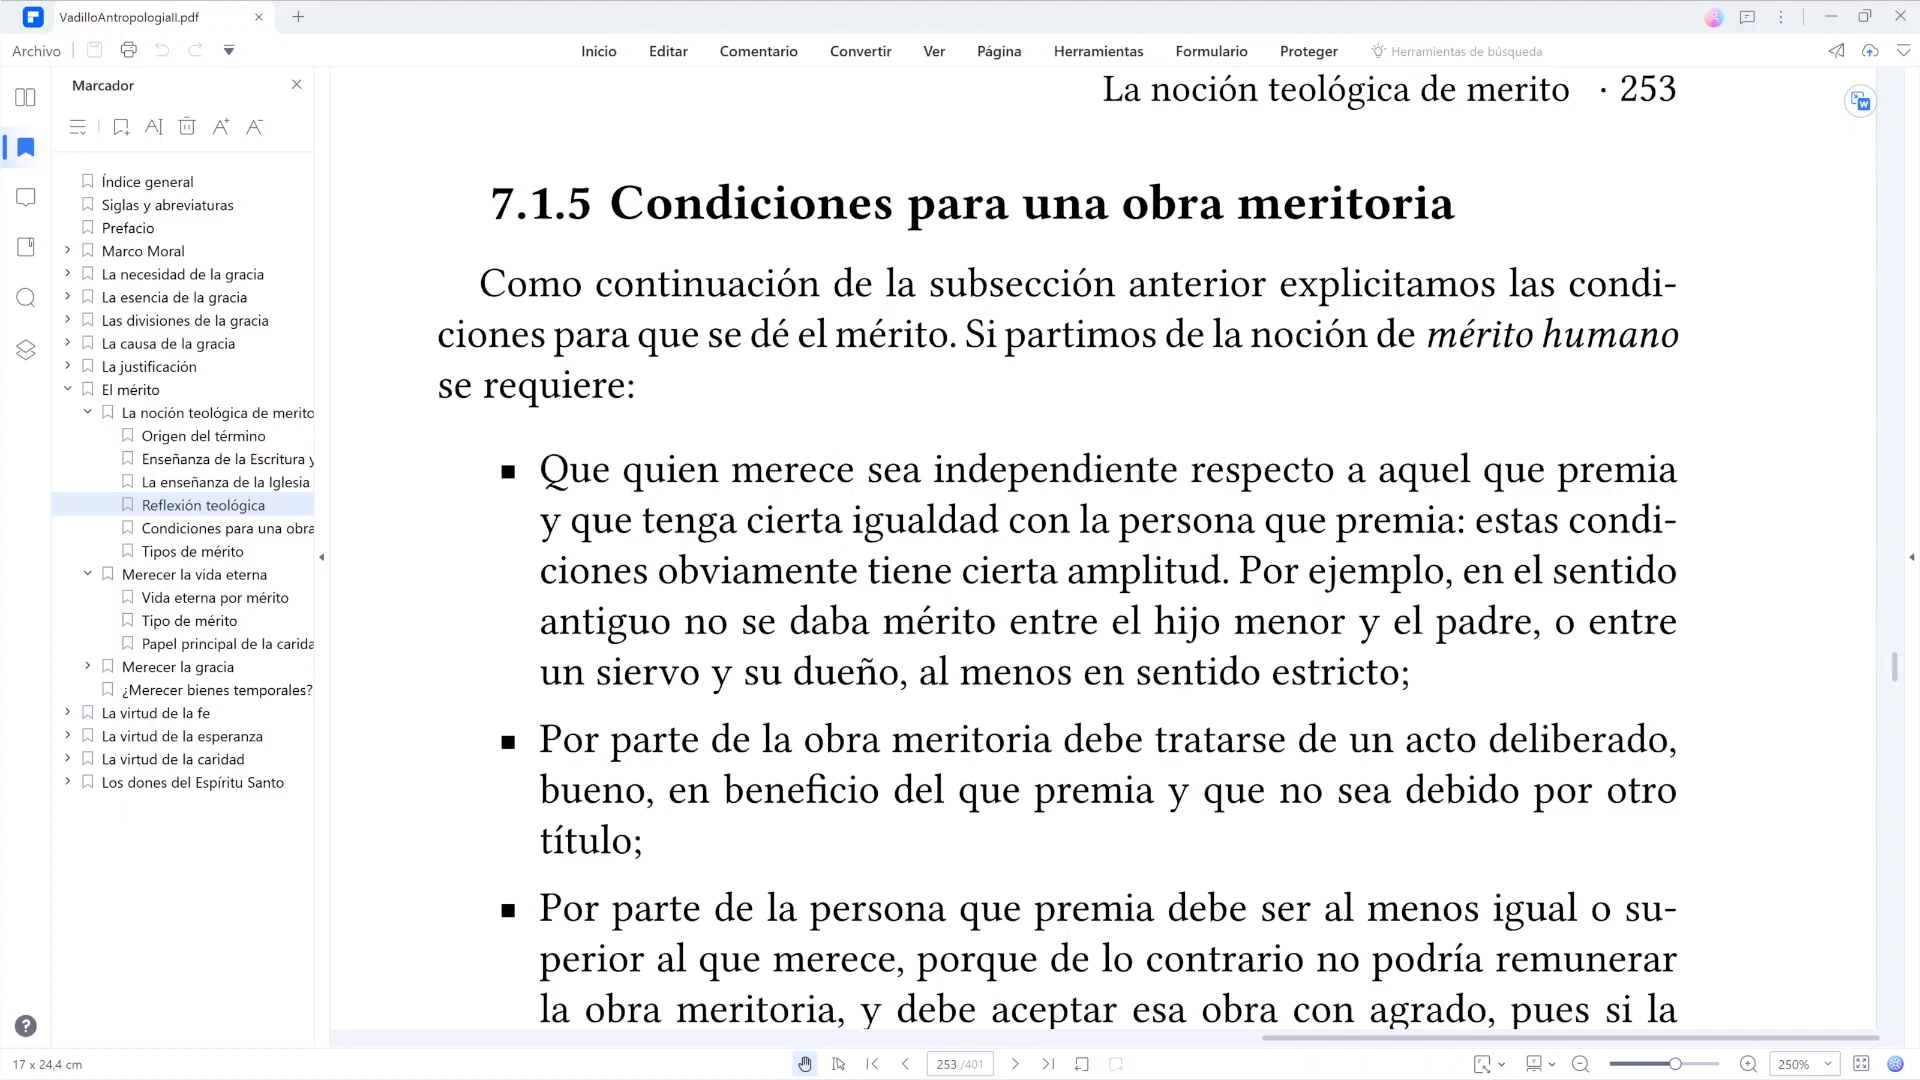 VadilloAntropologiaII.pdf
Archivo
Inicio
Editar
Comentario
Convertir
Ver
Página
Herramientas
Formulario
Proteger
Herramientas de búsqueda
Marcador
Índice general
Siglas y abreviaturas
Prefacio
Marco Moral
La necesidad de la gracia
La esencia de la gracia
Las divisiones de la gracia
La causa de la gracia
La justificación
El mérito
La noción teológica de merito
Origen del término
Enseñanza de la Escritura y
La enseñanza de la Iglesia
Reflexión teológica
Condiciones para una obra
Tipos de mérito
Merecer la vida eterna
Vida eterna por mérito
Tipo de mérito
Papel principal de la carida
Merecer la gracia
¿Merecer bienes temporales?
La virtud de la fe
La virtud de la esperanza
La virtud de la caridad
Los dones del Espíritu Santo
La noción teológica de merito · 253
7.1.5 Condiciones para una obra meritoria
Como continuación de la subsección anterior explicitamos las condi-
ciones para que se dé el mérito. Si partimos de la noción de mérito humano
se requiere:
■ Que quien merece sea independiente respecto a aquel que premia
y que tenga cierta igualdad con la persona que premia: estas condi-
ciones obviamente tiene cierta amplitud. Por ejemplo, en el sentido
antiguo no se daba mérito entre el hijo menor y el padre, o entre
un siervo y su dueño, al menos en sentido estricto;
■ Por parte de la obra meritoria debe tratarse de un acto deliberado,
bueno, en beneficio del que premia y que no sea debido por otro
título;
■ Por parte de la persona que premia debe ser al menos igual o su-
perior al que merece, porque de lo contrario no podría remunerar
la obra meritoria, y debe aceptar esa obra con agrado, pues si la
17 x 24,4 cm
253 /401
250%